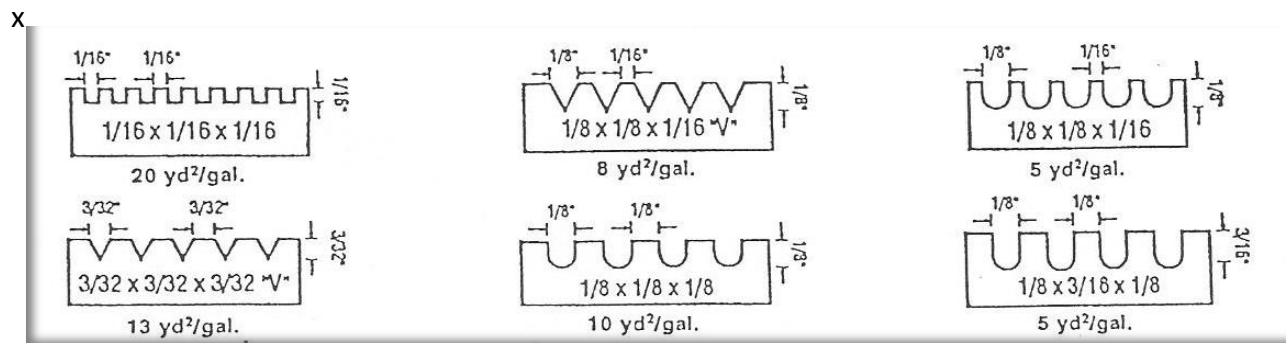 X
1/16" 1/16" 1/16"
1/16 x 1/16 x 1/16
20 yd²/gal.
1/8" 1/16" 1/8"
1/8 x 1/8 x 1/16 "V"
8 yd²/gal.
1/8" 1/16" 1/8"
1/8 x 1/8 x 1/16
5 yd²/gal.
3/32" 3/32" 3/32"
3/32 x 3/32 x 3/32 "V"
13 yd²/gal.
1/8" 1/8" 1/8"
1/8 x 1/8 x 1/8
10 yd²/gal.
1/8" 1/8" 3/16"
1/8 x 3/16 x 1/8
5 yd²/gal.